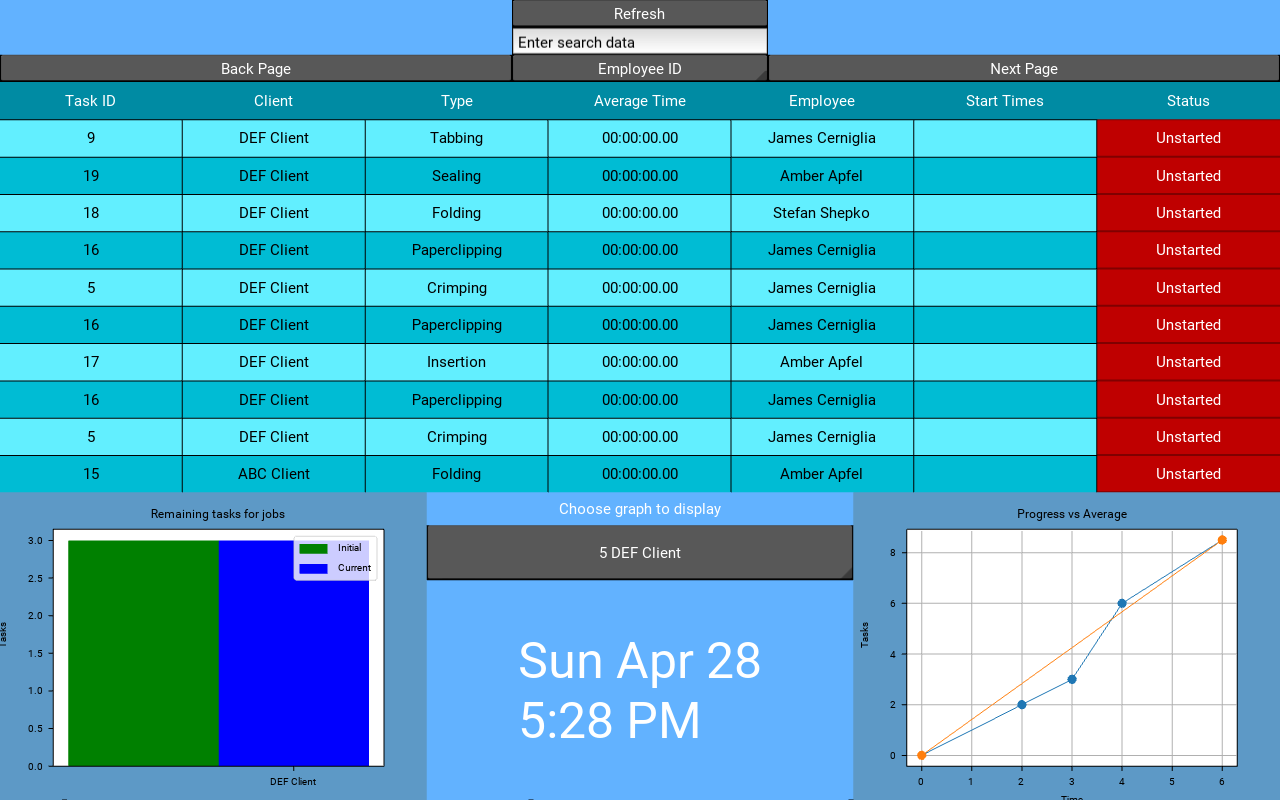 Refresh
Enter search data
Back Page Employee ID Next Page
Task ID Client Type Average Time Employee Start Times Status
9 DEF Client Tabbing 00:00:00.00 James Cerniglia Unstarted
19 DEF Client Sealing 00:00:00.00 Amber Apfel Unstarted
18 DEF Client Folding 00:00:00.00 Stefan Shepko Unstarted
16 DEF Client Paperclipping 00:00:00.00 James Cerniglia Unstarted
5 DEF Client Crimping 00:00:00.00 James Cerniglia Unstarted
16 DEF Client Paperclipping 00:00:00.00 James Cerniglia Unstarted
17 DEF Client Insertion 00:00:00.00 Amber Apfel Unstarted
16 DEF Client Paperclipping 00:00:00.00 James Cerniglia Unstarted
5 DEF Client Crimping 00:00:00.00 James Cerniglia Unstarted
15 ABC Client Folding 00:00:00.00 Amber Apfel Unstarted
Remaining tasks for jobs
Initial
Current
3.0
2.5
2.0
1.5
1.0
0.5
0.0
Tasks
DEF Client
Choose graph to display
5 DEF Client
Sun Apr 28
5:28 PM
Progress vs Average
8
6
4
2
0
Tasks
0 1 2 3 4 5 6
Time